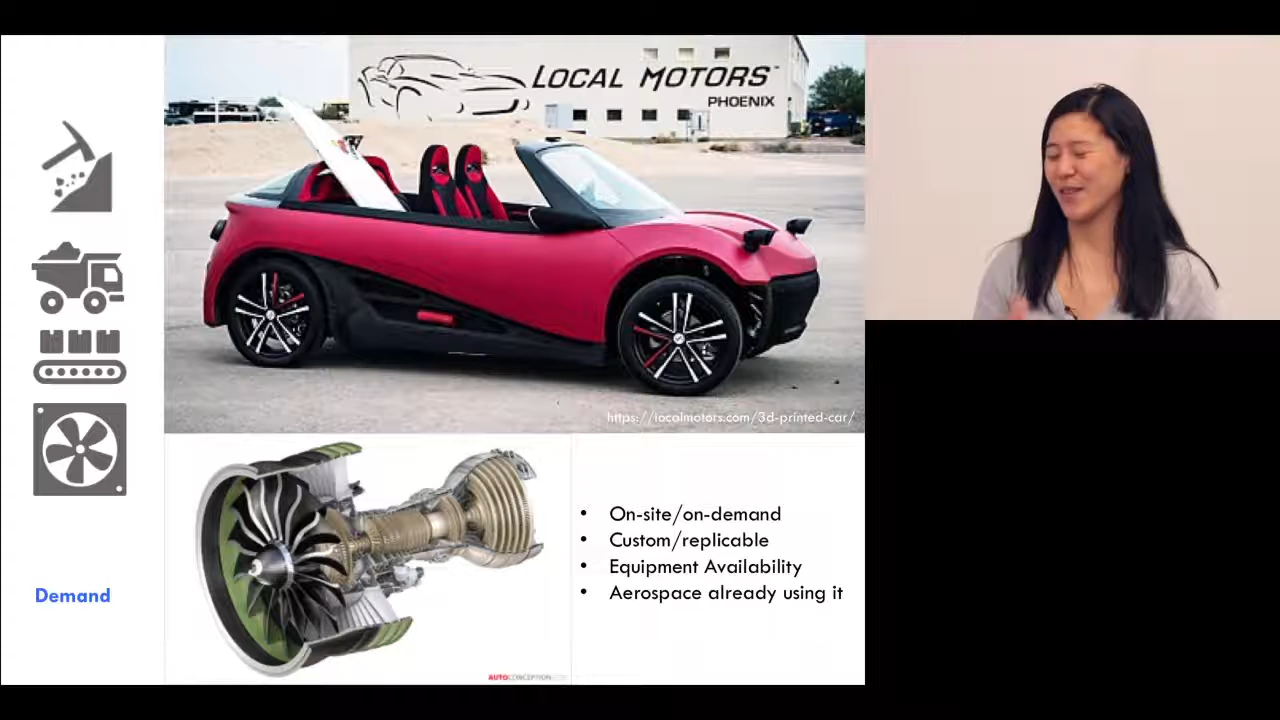 LOCAL MOTORS™
PHOENIX
https://localmotors.com/3d-printed-car/
• On-site/on-demand
• Custom/replicable
• Equipment Availability
• Aerospace already using it
Demand